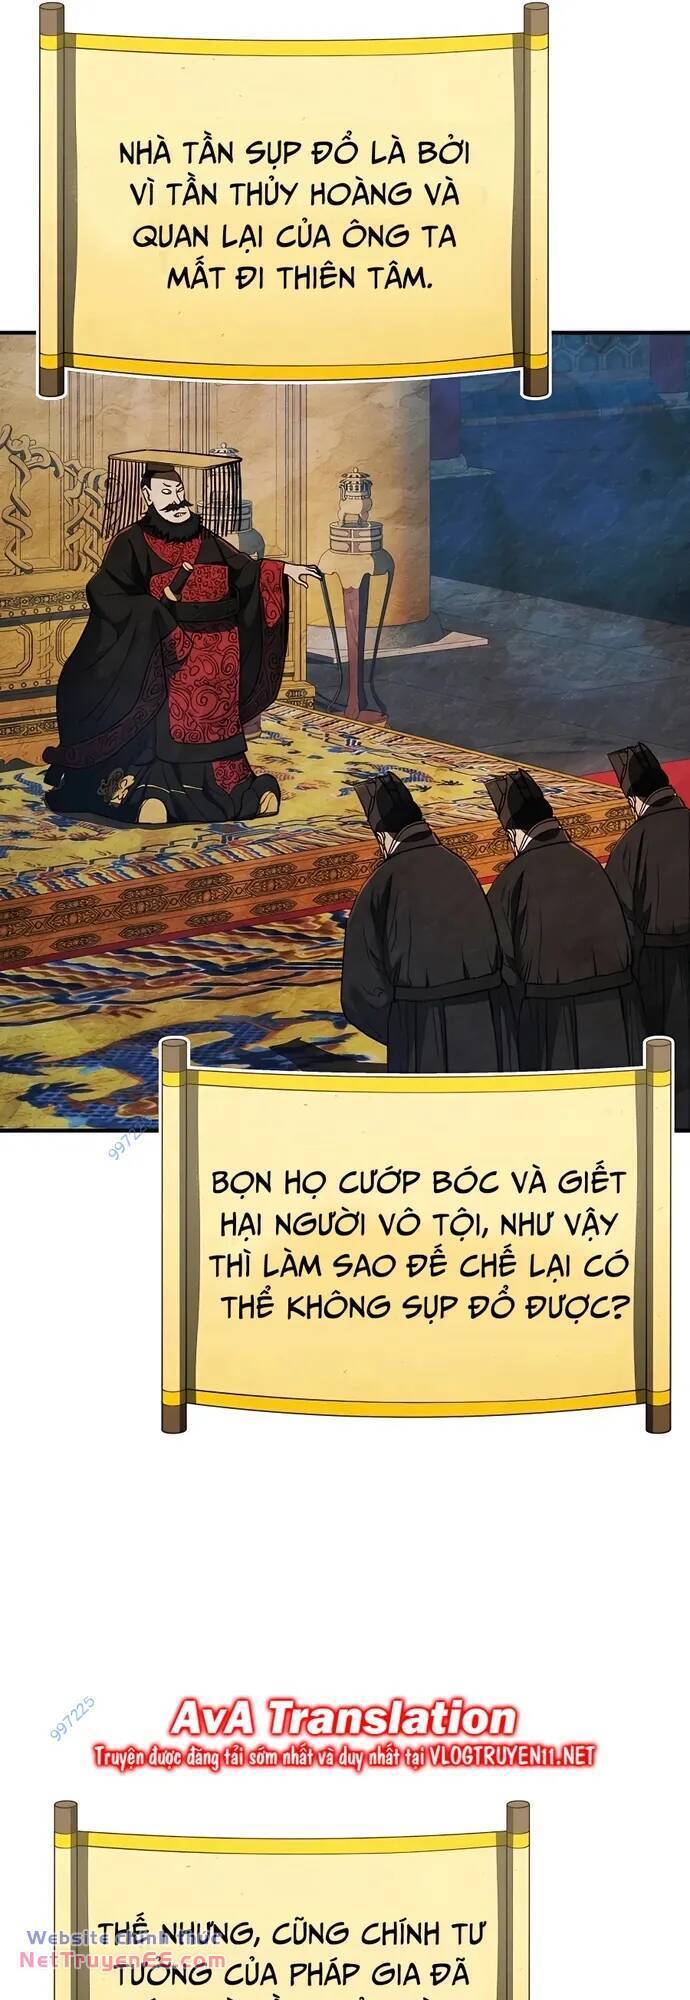 NHÀ TẦN SỤP ĐỔ LÀ BỞI
VÌ TẦN THỦY HOÀNG VÀ
QUAN LẠI CỦA ÔNG TA
MẤT ĐI THIÊN TÂM.
997225
BỌN HỌ CƯỚP BÓC VÀ GIẾT
HẠI NGƯỜI VÔ TỘI, NHƯ VẬY
THÌ LÀM SAO ĐẾ CHẾ LẠI CÓ
THỂ KHÔNG SỤP ĐỔ ĐƯỢC?
997225
AvA Translation
Truyện được đăng tải sớm nhất và duy nhất tại VLOGTRUYEN11.NET
THẾ NHƯNG, CŨNG CHÍNH TƯ
Website chính thức
NetTruyenEE.com
TƯỞNG CỦA PHÁP GIA ĐÃ